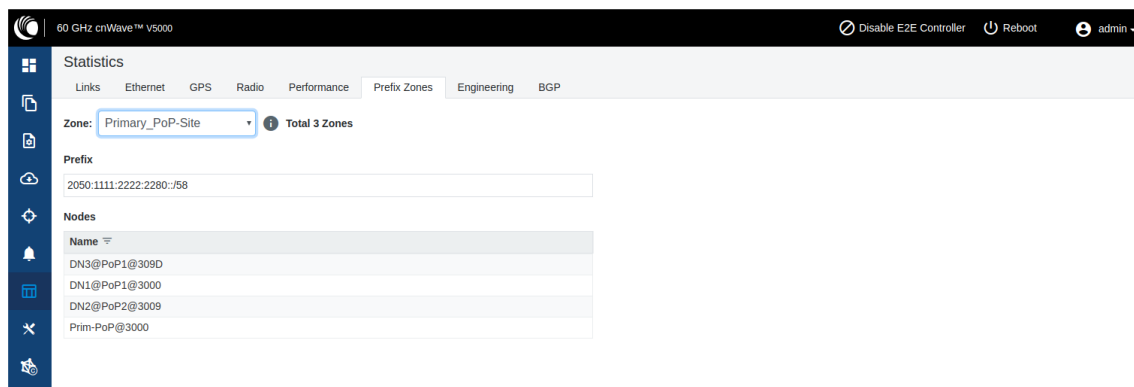 60 GHz cnWave™ V5000
Disable E2E Controller
Reboot
admin
Statistics
Links
Ethernet
GPS
Radio
Performance
Prefix Zones
Engineering
BGP
Zone:
Primary_PoP-Site
Total 3 Zones
Prefix
2050:1111:2222:2280::/58
Nodes
Name
DN3@PoP1@309D
DN1@PoP1@3000
DN2@PoP2@3009
Prim-PoP@3000